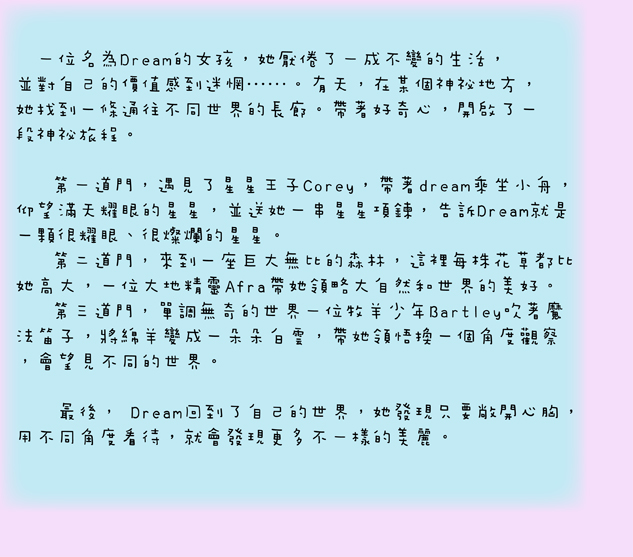 一位名為Dream的女孩，她厭倦了一成不變的生活，
並對自己的價值感到迷惘……。有天，在某個神祕地方，
她找到一條通往不同世界的長廊。帶著好奇心，開啟了一
段神祕旅程。
第一道門，遇見了星星王子Corey，帶著dream乘坐小舟，
仰望滿天耀眼的星星，並送她一串星星項鍊，告訴Dream就是
一顆很耀眼、很燦爛的星星。
第二道門，來到一座巨大無比的森林，這裡每株花草都比
她高大，一位大地精靈Afra帶她領略大自然和世界的美好。
第三道門，單調無奇的世界一位牧羊少年Bartley吹著魔
法笛子，將綿羊變成一朵朵白雲，帶她領悟換一個角度觀察
，會望見不同的世界。
最後， Dream回到了自己的世界，她發現只要敞開心胸，
用不同角度看待，就會發現更多不一樣的美麗。